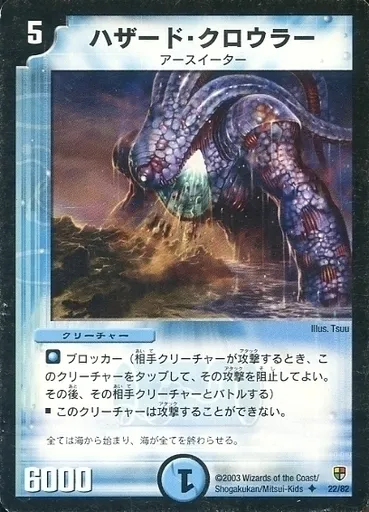 5
ハザード・クロウラー
アースイーター
Illus. Tsuu
クリーチャー
ブロッカー（相手クリーチャーが攻撃するとき、こ
のクリーチャーをタップして、その攻撃を阻止してよい。
その後、その相手クリーチャーとバトルする）
■ このクリーチャーは攻撃することができない。
全ては海から始まり、海が全てを終わらせる。
6000
1
©2003 Wizards of the Coast/
Shogakukan/Mitsui-Kids ✦ 22/82